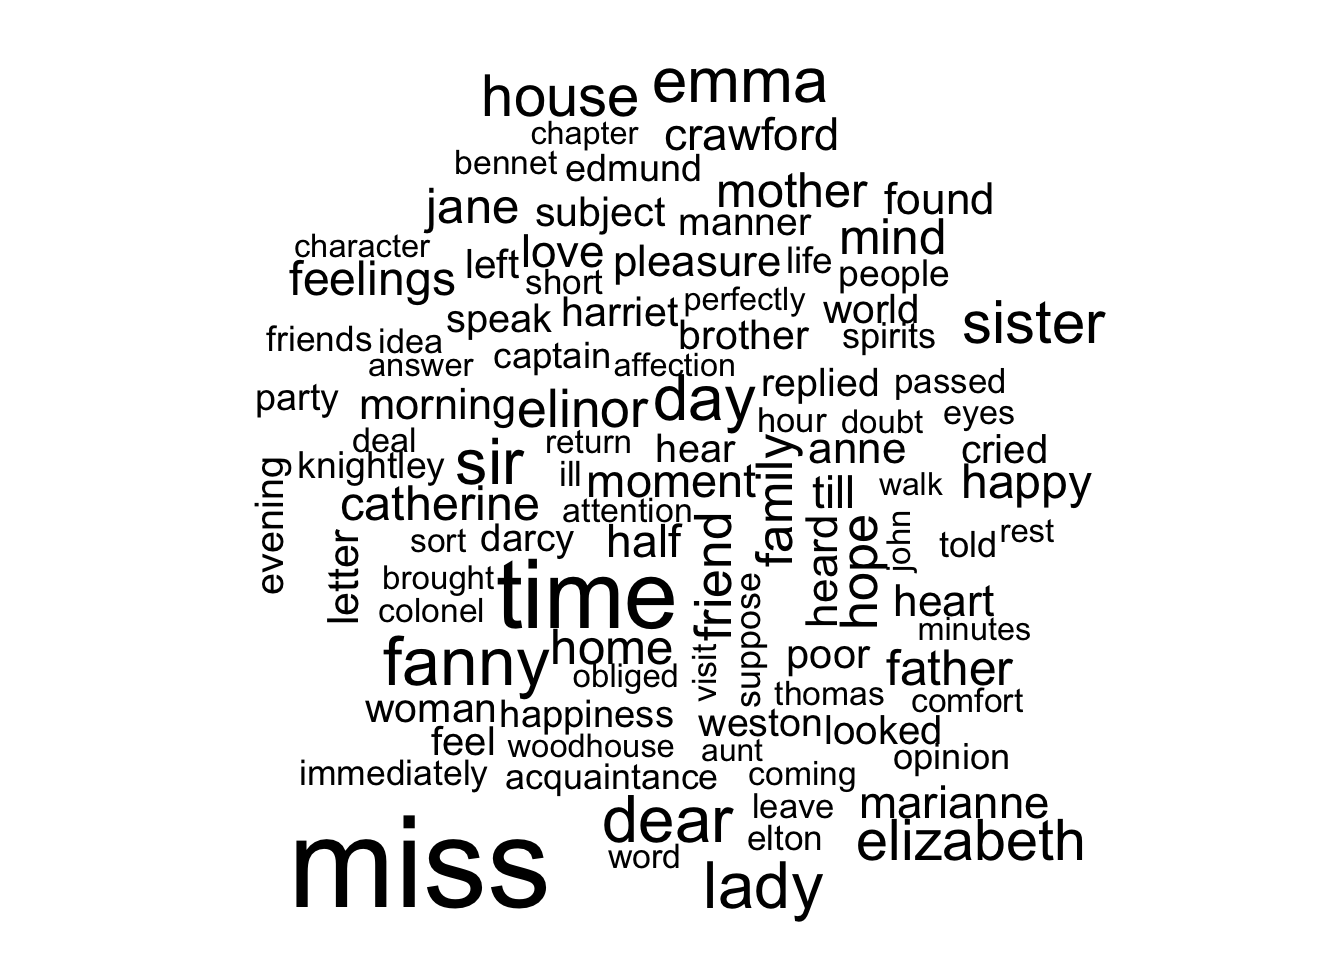 house emma
chapter crawford
bennet edmund
mother found
jane subject manner
mind
character
left love pleasure life
feelings short people
perfectly world
speak harriet sister
friends idea brother spirits
answer captain affection
day replied passed
party morning elinor hour doubt eyes
deal return hear anne cried
knightley sir ill family
catherine moment till walk happy
evening attention
sort darcy half friend heard hope john told rest
letter brought time
colonel suppose heart
minutes
fanny home visit poor father
obliged thomas comfort
woman happiness weston looked
feel woodhouse aunt opinion
immediately acquaintance coming
dear leave marianne
word elton elizabeth
miss lady